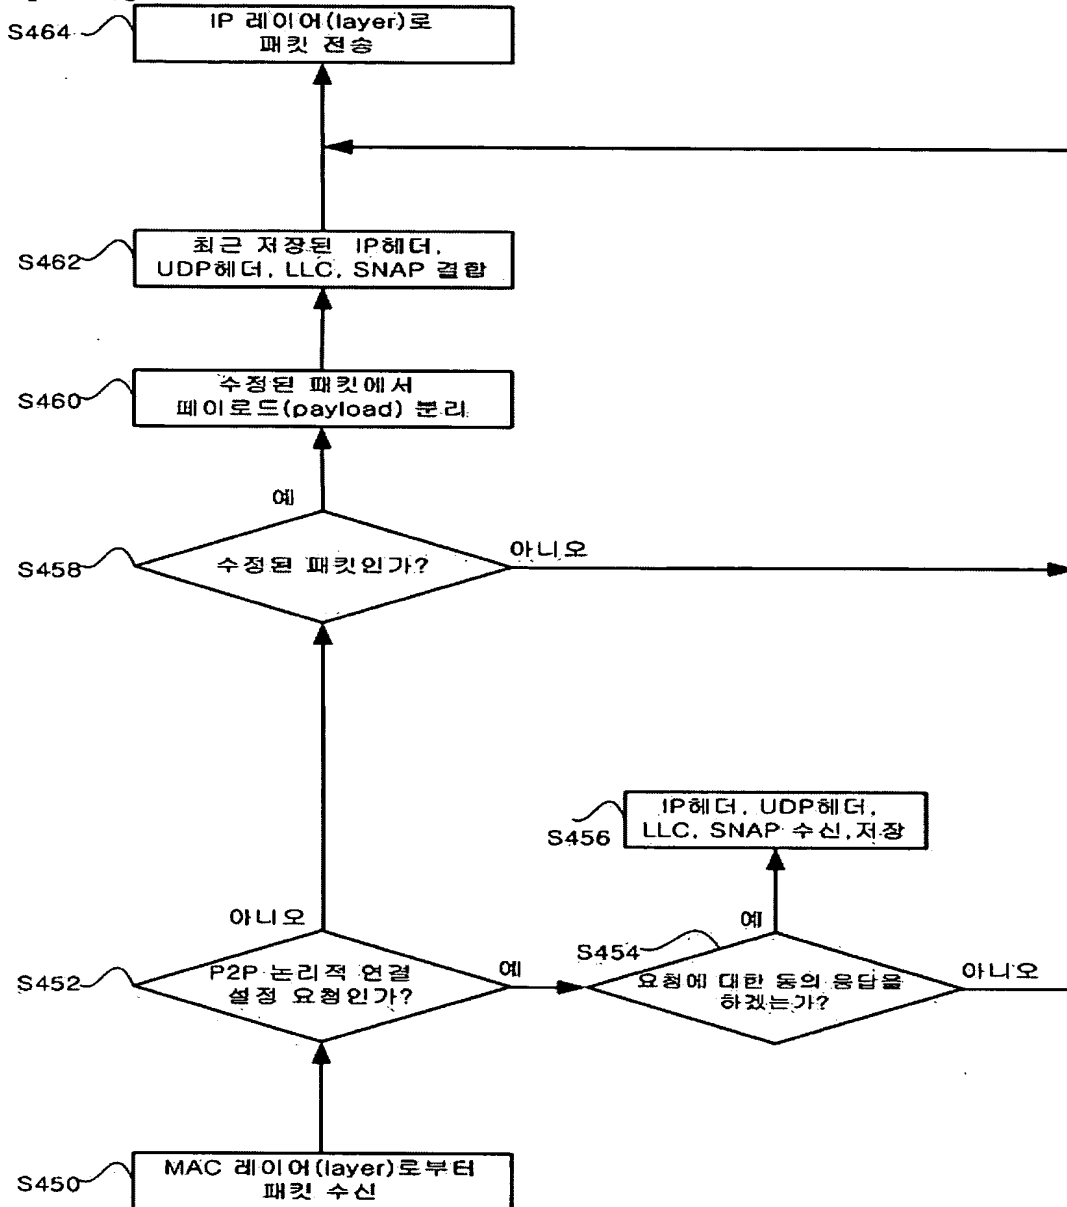 S464
IP 레이어(layer)로
패킷 전송
S462
최근 저장된 IP헤더,
UDP헤더, LLC, SNAP 결합
S460
수정된 패킷에서
페이로드(payload) 분리
예
S458
수정된 패킷인가?
아니오
IP헤더, UDP헤더,
LLC, SNAP 수신,저장
S456
아니오
예
S454
S452
P2P 논리적 연결
설정 요청인가?
예
요청에 대한 동의 응답을
하겠는가?
아니오
S450
MAC 레이어(layer)로부터
패킷 수신